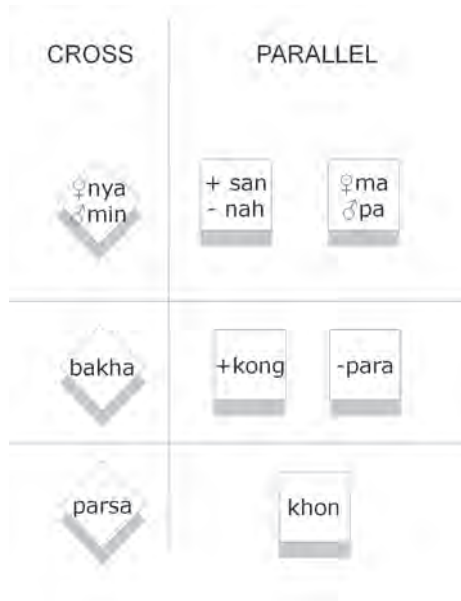 CROSS PARALLEL
♀nya
♂min
+ san
- nah
♀ma
♂pa
bakha +kong -para
parsa khon